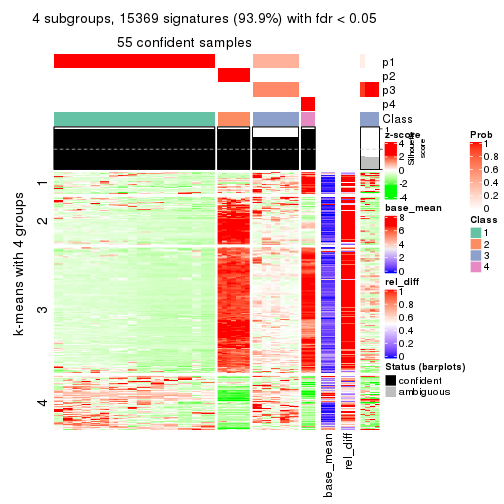 4 subgroups, 15369 signatures (93.9%) with fdr < 0.05
55 confident samples
p1
p2
p3
p4
Class
1
Silhouette
score
k-means with 4 groups
1
2
3
4
base_mean
rel_diff
z-score
4
2
0
-2
-4
base_mean
8
6
4
2
0
rel_diff
1
0.8
0.6
0.4
0.2
0
Status (barplots)
confident
ambiguous
Prob
1
0.8
0.6
0.4
0.2
0
Class
1
2
3
4